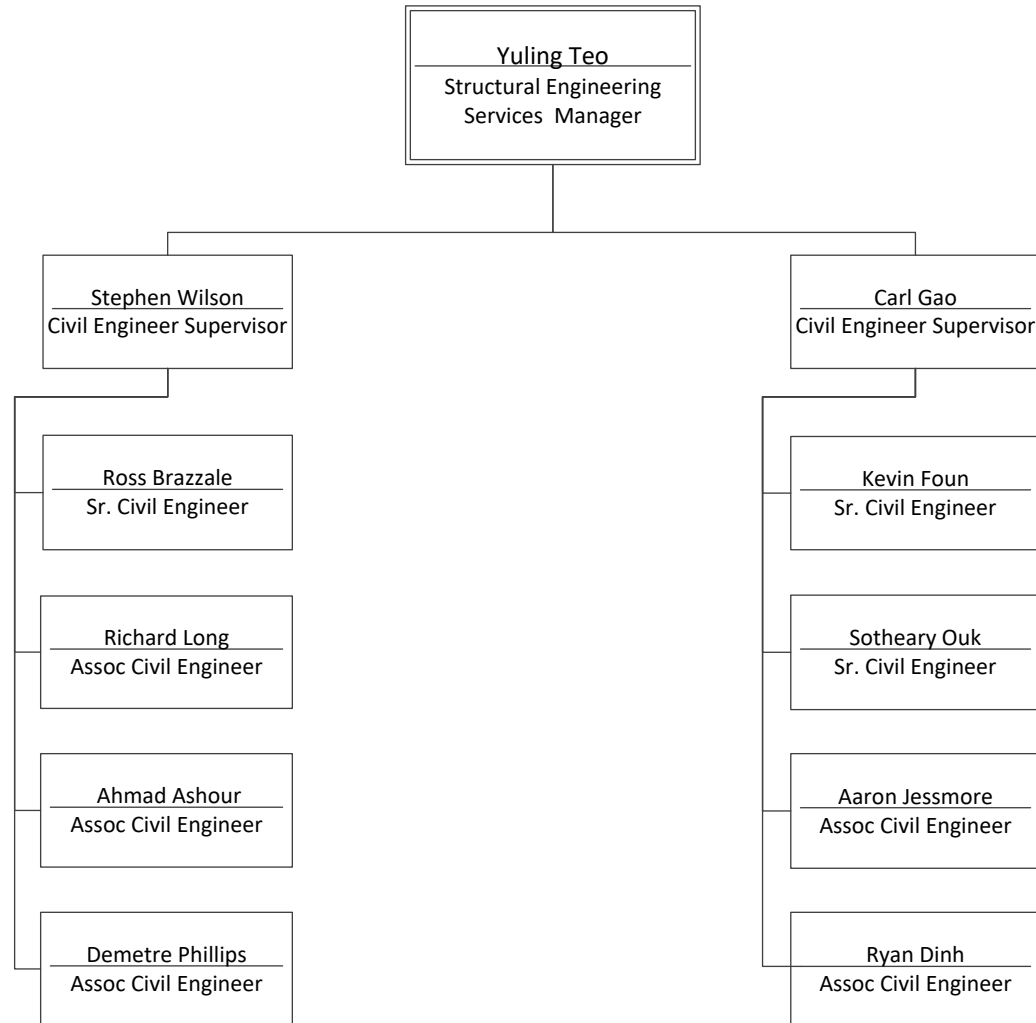 Yuling Teo
Structural Engineering
Services Manager
Stephen Wilson
Civil Engineer Supervisor
Carl Gao
Civil Engineer Supervisor
Ross Brazzale
Sr. Civil Engineer
Kevin Foun
Sr. Civil Engineer
Richard Long
Assoc Civil Engineer
Sotheary Ouk
Sr. Civil Engineer
Ahmad Ashour
Assoc Civil Engineer
Aaron Jessmore
Assoc Civil Engineer
Demetre Phillips
Assoc Civil Engineer
Ryan Dinh
Assoc Civil Engineer